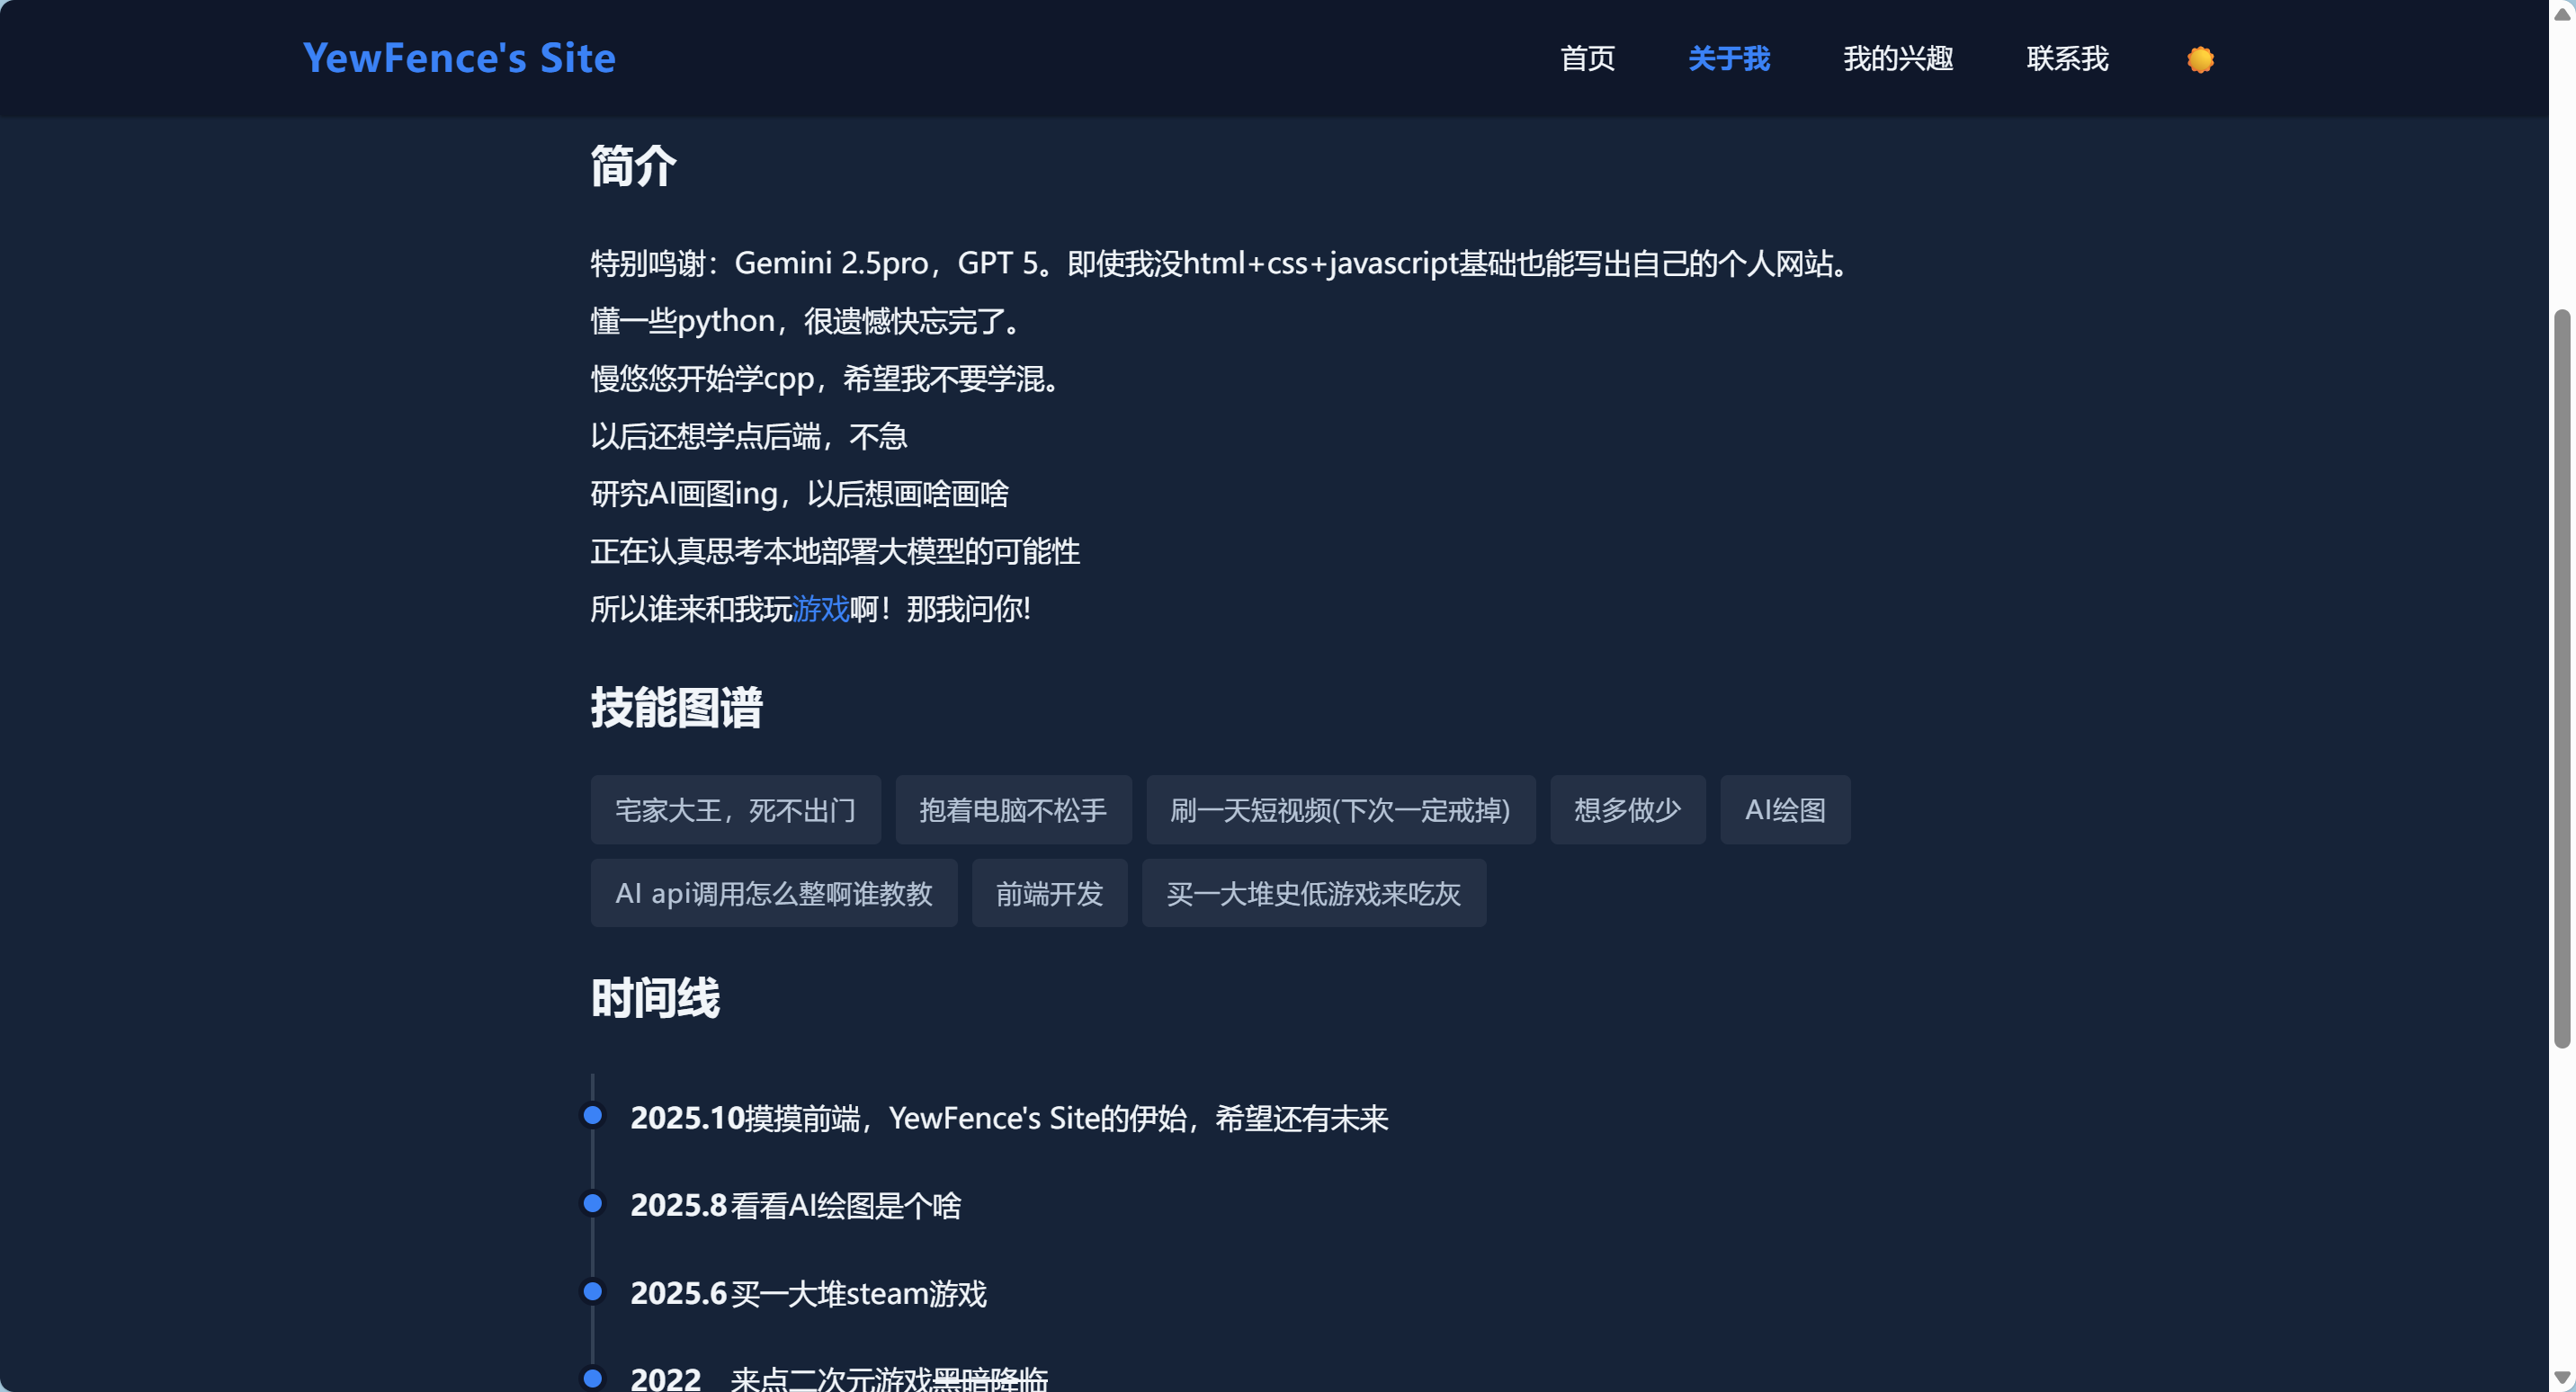 YewFence's Site
首页 关于我 我的兴趣 联系我
简介
特别鸣谢：Gemini 2.5pro，GPT 5。即使我没html+css+javascript基础也能写出自己的个人网站。
懂一些python，很遗憾快忘完了。
慢悠悠开始学cpp，希望我不要学混。
以后还想学点后端，不急
研究AI画图ing，以后想画啥画啥
正在认真思考本地部署大模型的可能性
所以谁来和我玩游戏啊！那我问你!
技能图谱
宅家大王，死不出门 抱着电脑不松手 刷一天短视频(下次一定戒掉) 想多做少 AI绘图
AI api调用怎么整啊谁教教 前端开发 买一大堆史低游戏来吃灰
时间线
2025.10摸摸前端，YewFence's Site的伊始，希望还有未来
2025.8看看AI绘图是个啥
2025.6买一大堆steam游戏
2022 来点二次元游戏黑暗降临